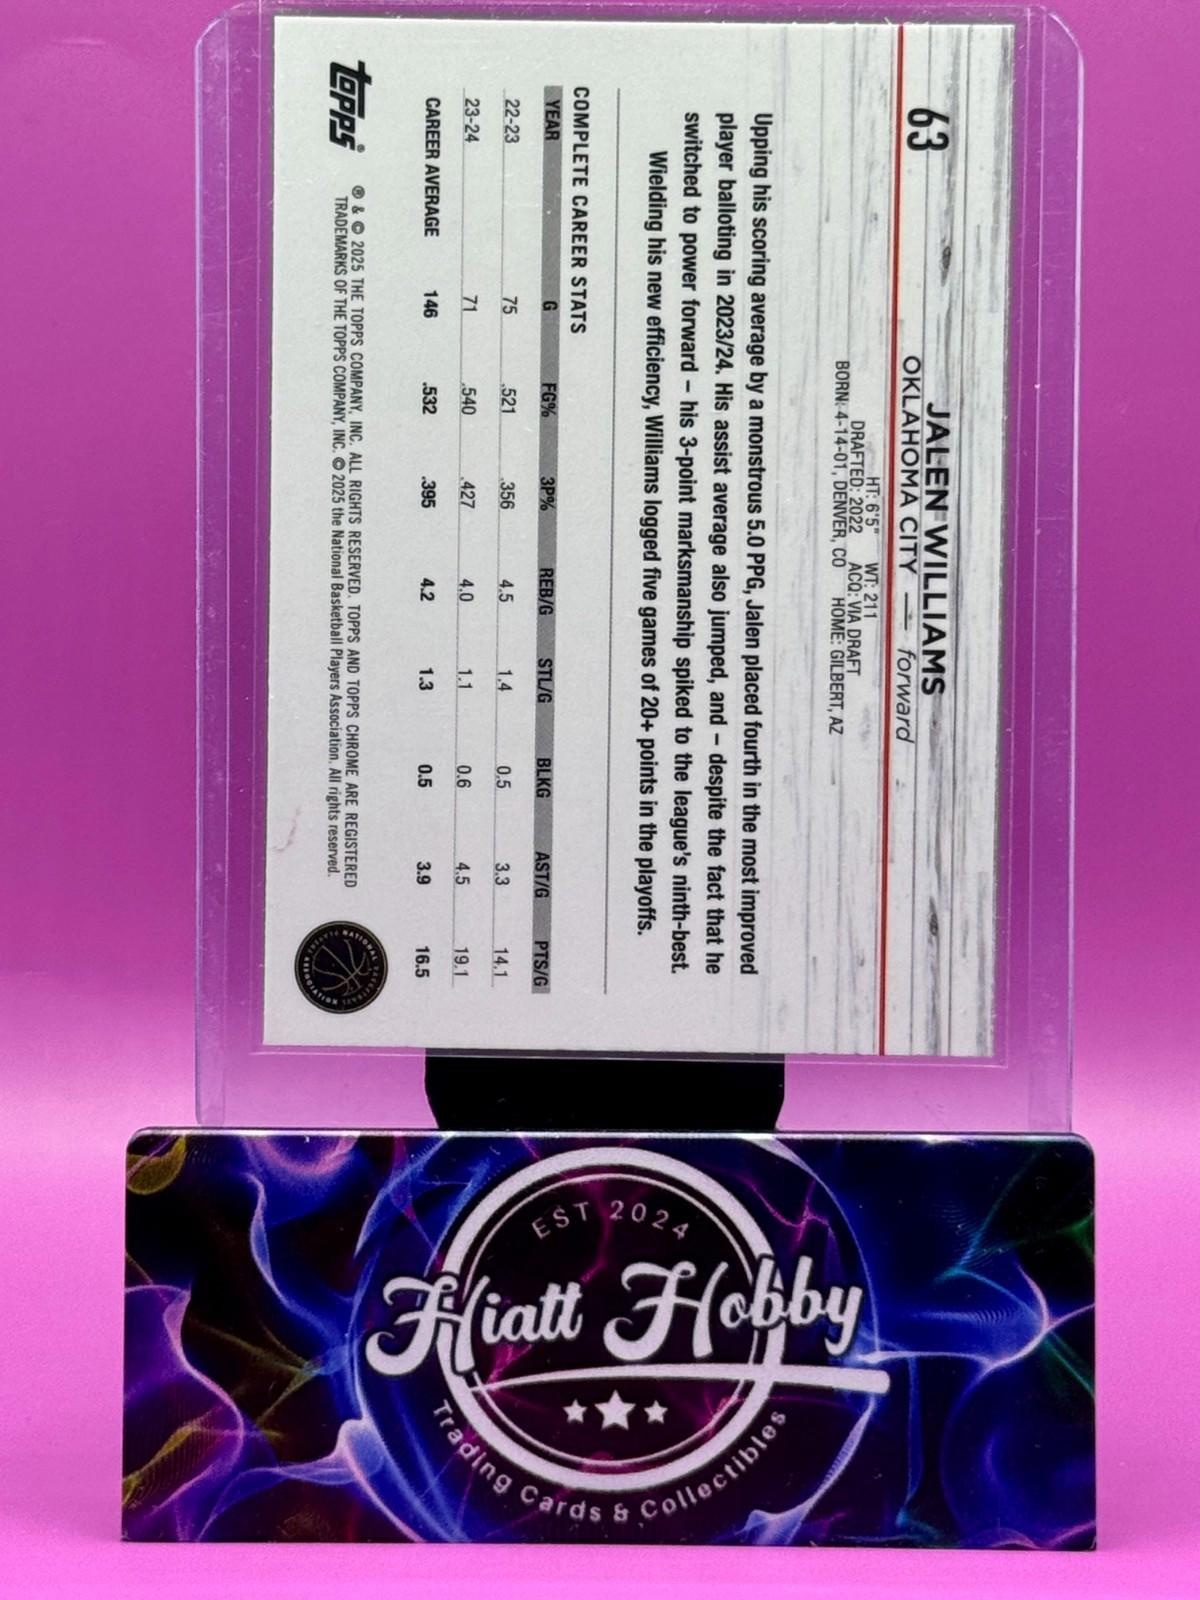 63
JALEN WILLIAMS
OKLAHOMA CITY — forward
HT: 6'5" WT: 211
DRAFTED: 2022 ACQ: VIA DRAFT
BORN: 4-14-01, DENVER, CO HOME: GILBERT, AZ
Upping his scoring average by a monstrous 5.0 PPG, Jalen placed fourth in the most improved
player balloting in 2023/24. His assist average also jumped, and – despite the fact that he
switched to power forward – his 3-point marksmanship spiked to the league's ninth-best.
Wielding his new efficiency, Williams logged five games of 20+ points in the playoffs.
COMPLETE CAREER STATS
YEAR G FG% 3P% REB/G STL/G BLKG AST/G PTS/G
22-23 75 .521 .356 4.5 1.4 0.5 3.3 14.1
23-24 71 .540 .427 4.0 1.1 0.6 4.5 19.1
CAREER AVERAGE 146 .532 .395 4.2 1.3 0.5 3.9 16.5
topps®
® & © 2025 THE TOPPS COMPANY, INC. ALL RIGHTS RESERVED. TOPPS AND TOPPS CHROME ARE REGISTERED
TRADEMARKS OF THE TOPPS COMPANY, INC. © 2025 the National Basketball Players Association. All rights reserved.
NATIONAL BASKETBALL PLAYERS ASSOCIATION
EST 2024
Hiatt Hobby
Trading Cards & Collectibles